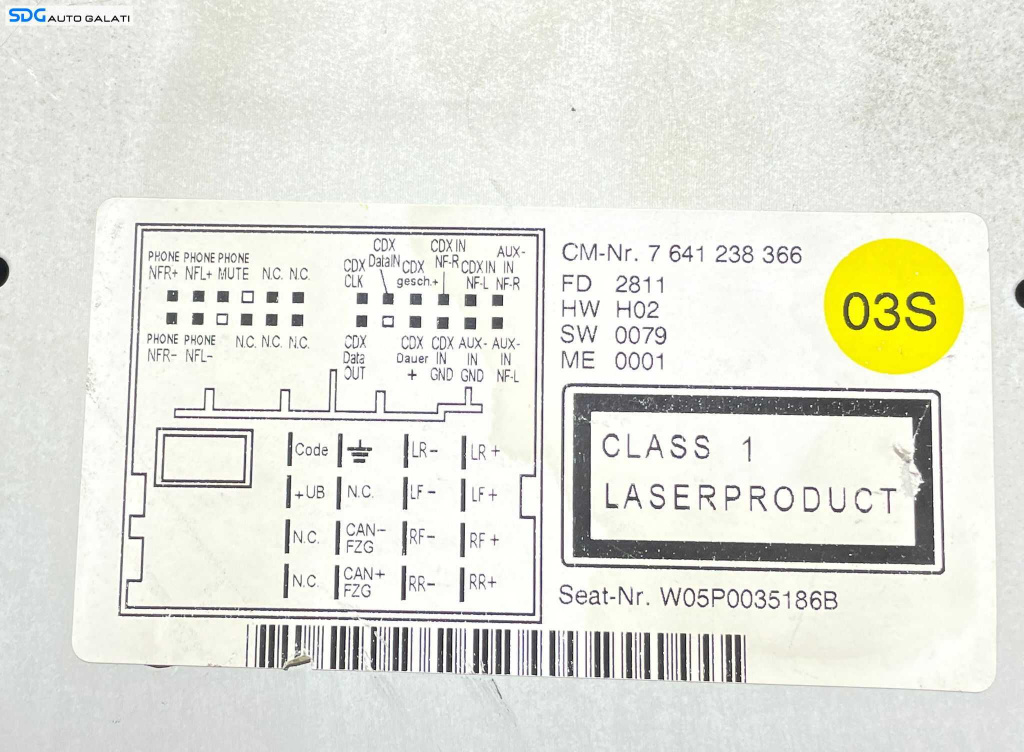 SDG AUTO GALATI
PHONE PHONE PHONE
NFR+ NFL+ MUTE N.C. N.C.
PHONE PHONE
NFR- NFL- N.C. N.C. N.C.
CDX
CLK
CDX
DataIN
CDX
gesch.+
CDX IN
NF-R
CDX IN
NF-L
AUX-
IN
NF-R
CDX
Data
OUT
CDX
Dauer
+
CDX
IN
GND
AUX-
IN
GND
AUX-
IN
NF-L
Code LR- LR+
+UB N.C. LF- LF+
N.C. CAN- FZG RF- RF+
N.C. CAN+ FZG RR- RR+
CM-Nr. 7 641 238 366
FD 2811
HW H02
SW 0079
ME 0001
03S
CLASS 1
LASERPRODUCT
Seat-Nr. W05P0035186B